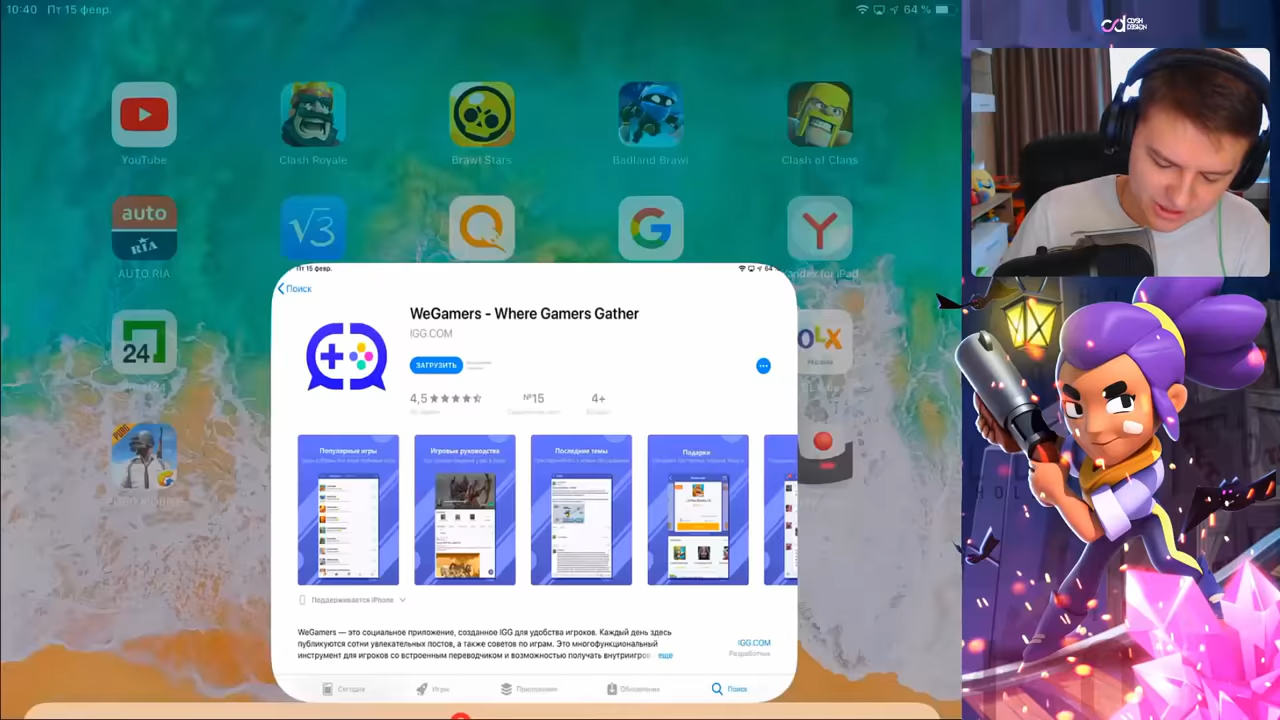 10:40 Пт 15 февр. 64 %
CLASH DESIGN
YouTube
Clash Royale
Brawl Stars
Badland Brawl
Clash of Clans
auto
RIA
√3
AUTO.RIA
Yandex for iPad
24
OLX
PUBG
Пт 15 февр. 64
Поиск
WeGamers - Where Gamers Gather
IGG.COM
ЗАГРУЗИТЬ
4,5 №15 4+
Популярные игры
Игровые руководства
Последние темы
Подарки
Поддерживается iPhone
WeGamers — это социальное приложение, созданное IGG для удобства игроков. Каждый день здесь
публикуются сотни увлекательных постов, а также советов по играм. Это многофункциональный
инструмент для игроков со встроенным переводчиком и возможностью получать внутриигров еще
IGG.COM
Разработчик
Сегодня Игры Приложения Обновления Поиск